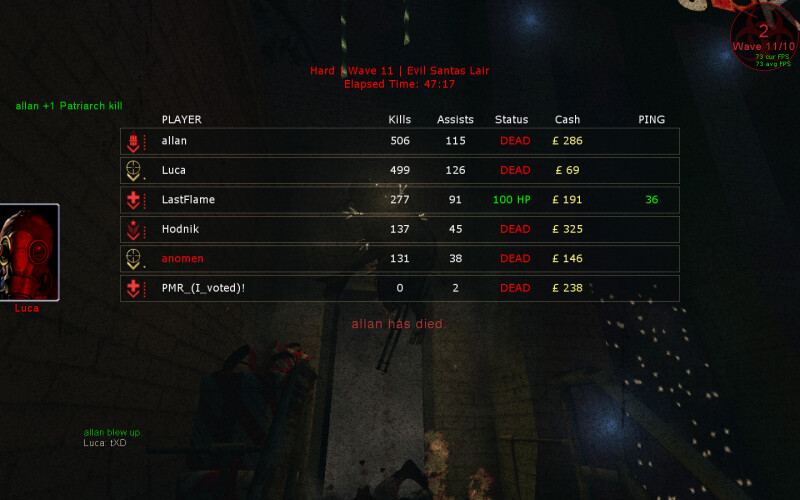 2
Wave 11/10
73 cur FPS
73 avg FPS
Hard | Wave 11 | Evil Santas Lair
Elapsed Time: 47:17
allan +1 Patriarch kill
PLAYER Kills Assists Status Cash PING
allan 506 115 DEAD £ 286
Luca 499 126 DEAD £ 69
LastFlame 277 91 100 HP £ 191 36
Hodnik 137 45 DEAD £ 325
anomen 131 38 DEAD £ 146
PMR_(I_voted)! 0 2 DEAD £ 238
Luca
allan has died.
allan blew up
Luca: tXD